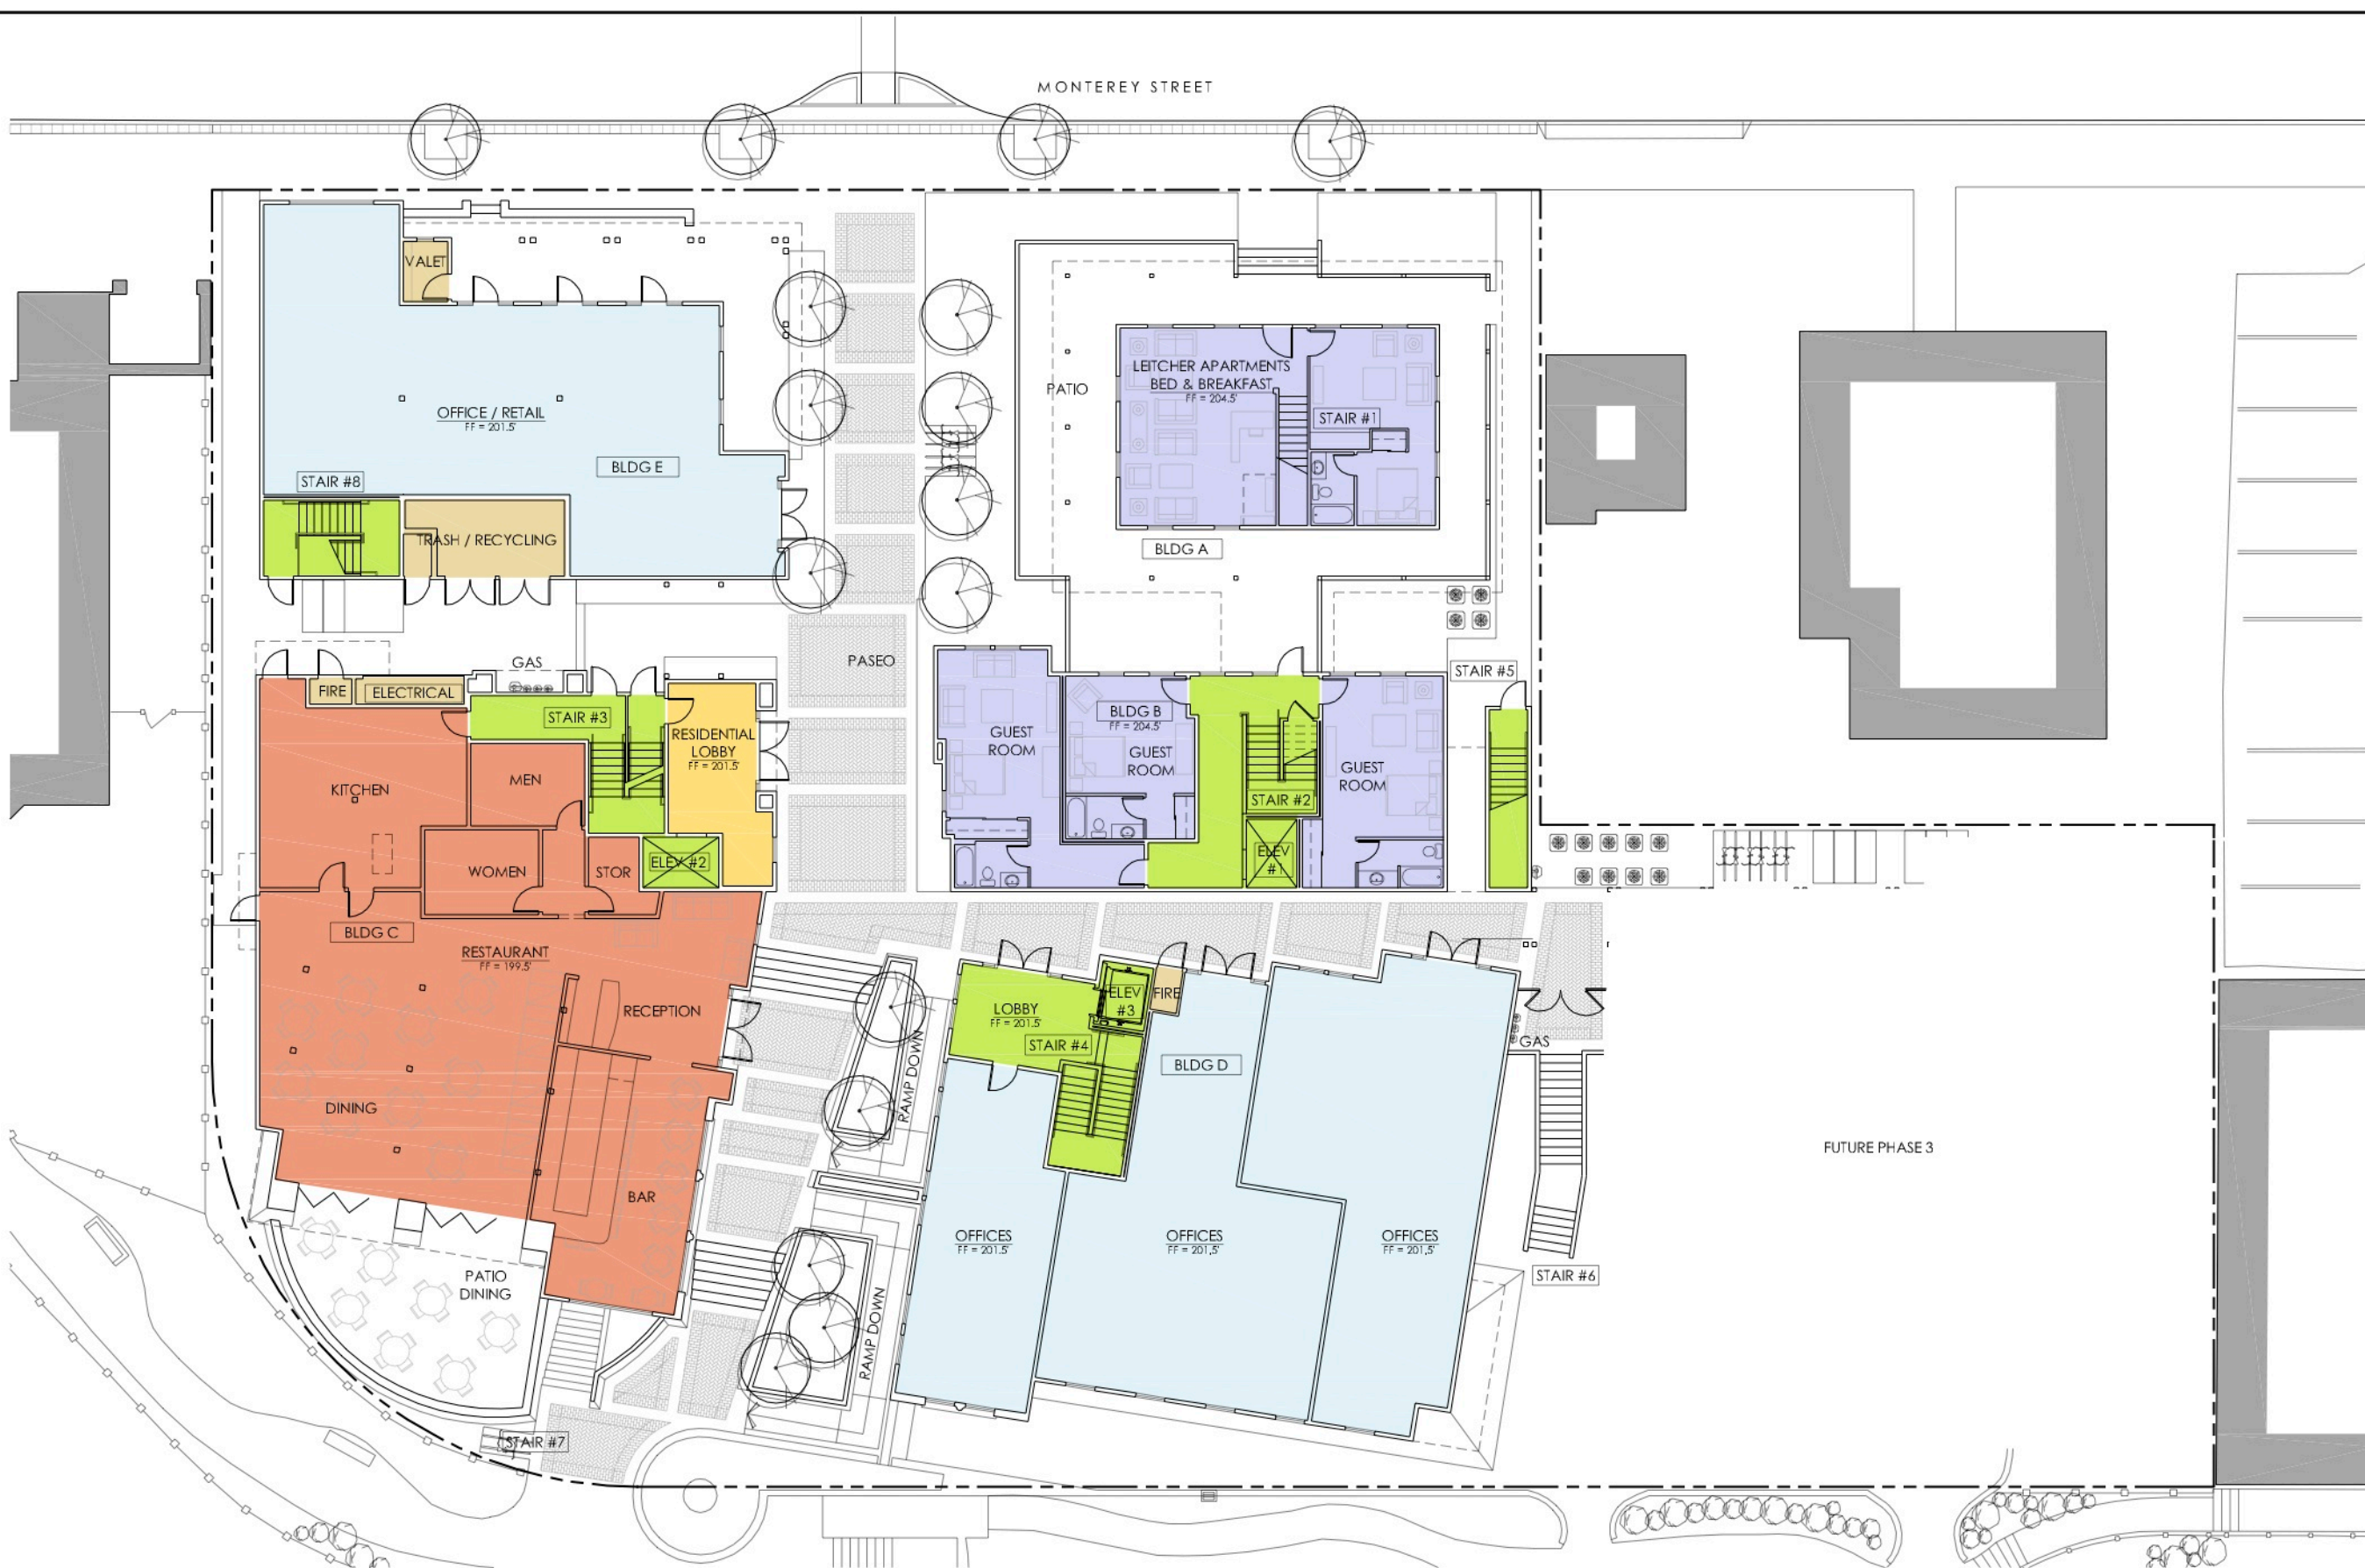 MONTEREY STREET
VALET
OFFICE / RETAIL
FF = 201.5'
BLDG E
STAIR #8
TRASH / RECYCLING
PATIO
LEITCHER APARTMENTS
BED & BREAKFAST
FF = 204.5'
STAIR #1
BLDG A
GAS
FIRE
ELECTRICAL
STAIR #3
RESIDENTIAL
LOBBY
FF = 201.5'
PASEO
KITCHEN
MEN
WOMEN
STOR
ELEV #2
GUEST
ROOM
BLDG B
FF = 204.5'
GUEST
ROOM
STAIR #2
ELEV
#1
GUEST
ROOM
STAIR #5
BLDG C
RESTAURANT
FF = 199.5'
RECEPTION
DINING
BAR
PATIO
DINING
STAIR #7
RAMP DOWN
RAMP DOWN
LOBBY
FF = 201.5'
ELEV
#3
FIRE
STAIR #4
BLDG D
GAS
OFFICES
FF = 201.5'
OFFICES
FF = 201.5'
OFFICES
FF = 201.5'
STAIR #6
FUTURE PHASE 3